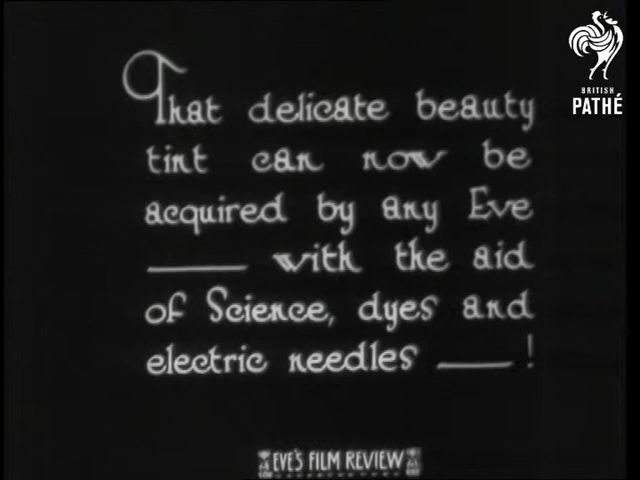 BRITISH
PATHÉ
That delicate beauty
tint can now be
acquired by any Eve
—— with the aid
of Science, dyes and
electric needles —— !
EVE'S FILM REVIEW